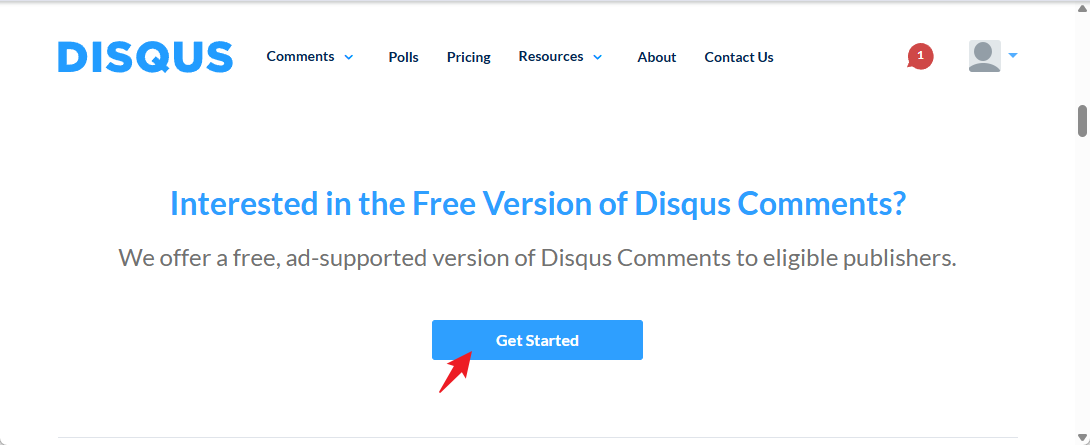 DISQUS Comments Polls Pricing Resources About Contact Us 1
Interested in the Free Version of Disqus Comments?
We offer a free, ad-supported version of Disqus Comments to eligible publishers.
Get Started